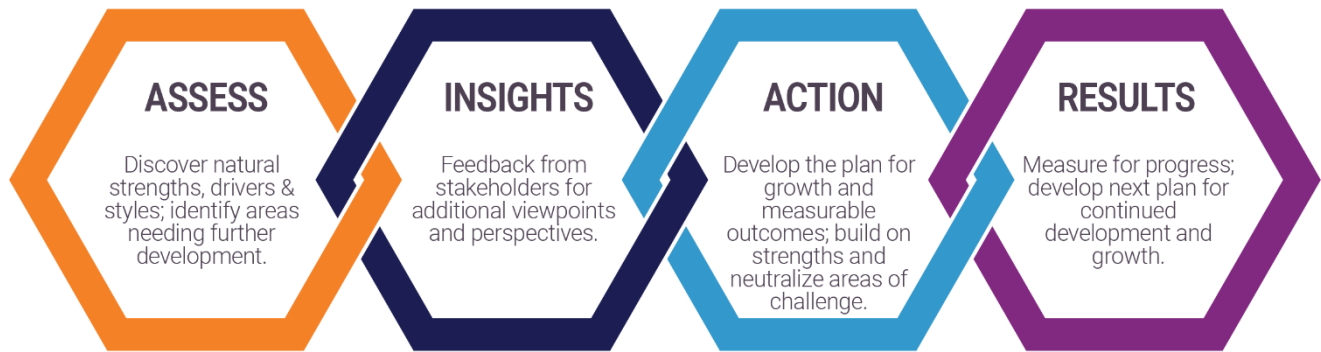 ASSESS
Discover natural
strengths, drivers &
styles; identify areas
needing further
development.
INSIGHTS
Feedback from
stakeholders for
additional viewpoints
and perspectives.
ACTION
Develop the plan for
growth and
measurable
outcomes; build on
strengths and
neutralize areas of
challenge.
RESULTS
Measure for progress;
develop next plan for
continued
development and
growth.